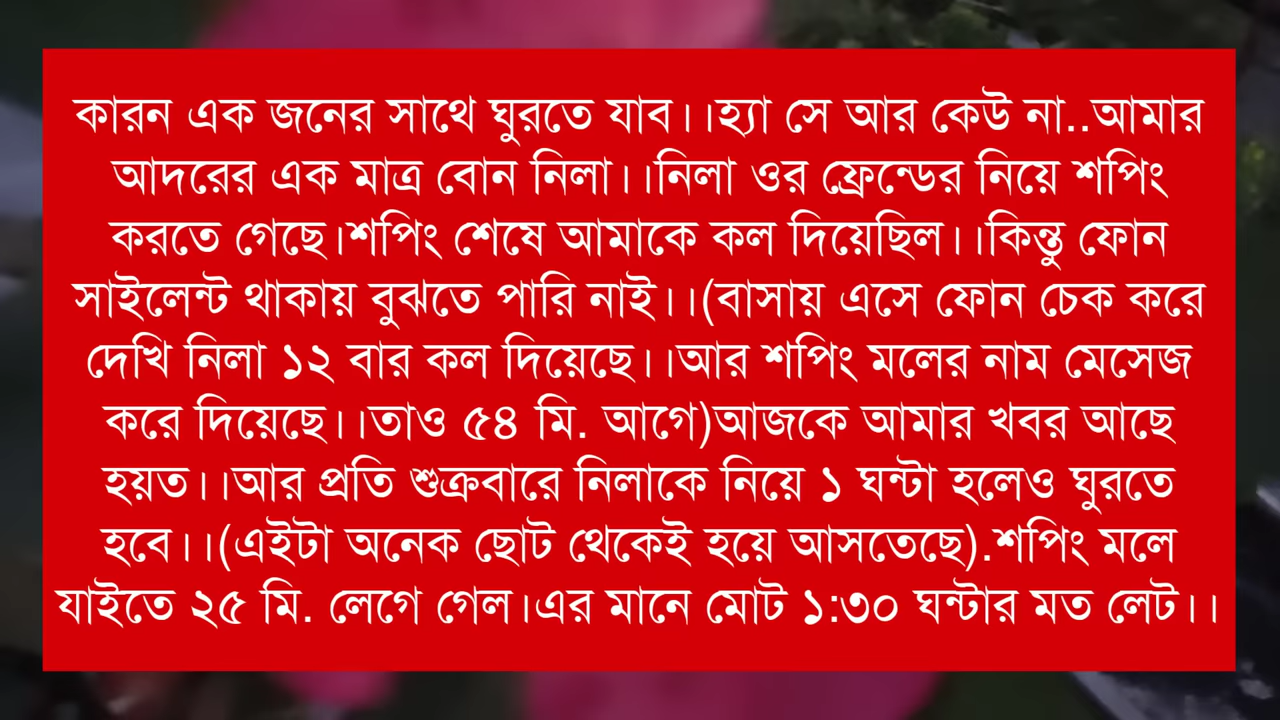 কারন এক জনের সাথে ঘুরতে যাব।।হ্যা সে আর কেউ না..আমার
আদরের এক মাত্র বোন নিলা।।নিলা ওর ফ্রেন্ডের নিয়ে শপিং
করতে গেছে।শপিং শেষে আমাকে কল দিয়েছিল।।কিন্তু ফোন
সাইলেন্ট থাকায় বুঝতে পারি নাই।।(বাসায় এসে ফোন চেক করে
দেখি নিলা ১২ বার কল দিয়েছে।।আর শপিং মলের নাম মেসেজ
করে দিয়েছে।।তাও ৫৪ মি. আগে)আজকে আমার খবর আছে
হয়ত।।আর প্রতি শুক্রবারে নিলাকে নিয়ে ১ ঘন্টা হলেও ঘুরতে
হবে।।(এইটা অনেক ছোট থেকেই হয়ে আসতেছে).শপিং মলে
যাইতে ২৫ মি. লেগে গেল।এর মানে মোট ১:৩০ ঘন্টার মত লেট।।